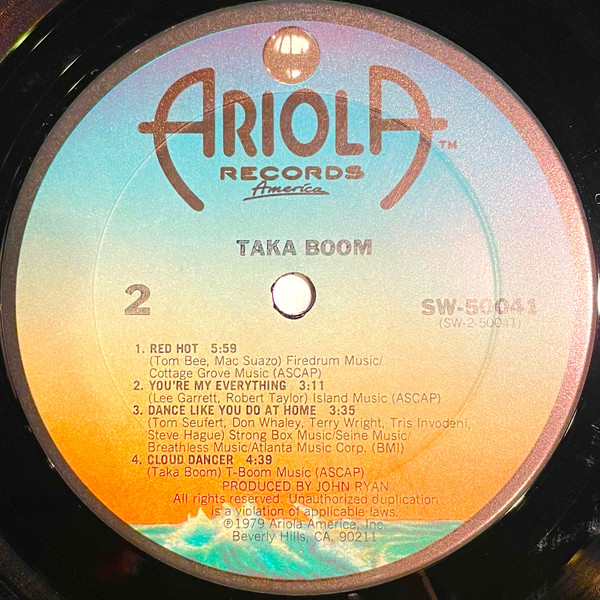 ARIOLA™
RECORDS
America
TAKA BOOM
2
SW-50041
(SW-2-50041)
1. RED HOT 5:59
(Tom Bee, Mac Suazo) Firedrum Music/
Cottage Grove Music (ASCAP)
2. YOU'RE MY EVERYTHING 3:11
(Lee Garrett, Robert Taylor) Island Music (ASCAP)
3. DANCE LIKE YOU DO AT HOME 3:35
(Tom Seufert, Don Whaley, Terry Wright, Tris Invodeni,
Steve Hague) Strong Box Music/Seine Music/
Breathless Music/Atlanta Music Corp. (BMI)
4. CLOUD DANCER 4:39
(Taka Boom) T-Boom Music (ASCAP)
PRODUCED BY JOHN RYAN
All rights reserved. Unauthorized duplication
is a violation of applicable laws.
℗1979 Ariola America, Inc.
Beverly Hills, CA. 90211